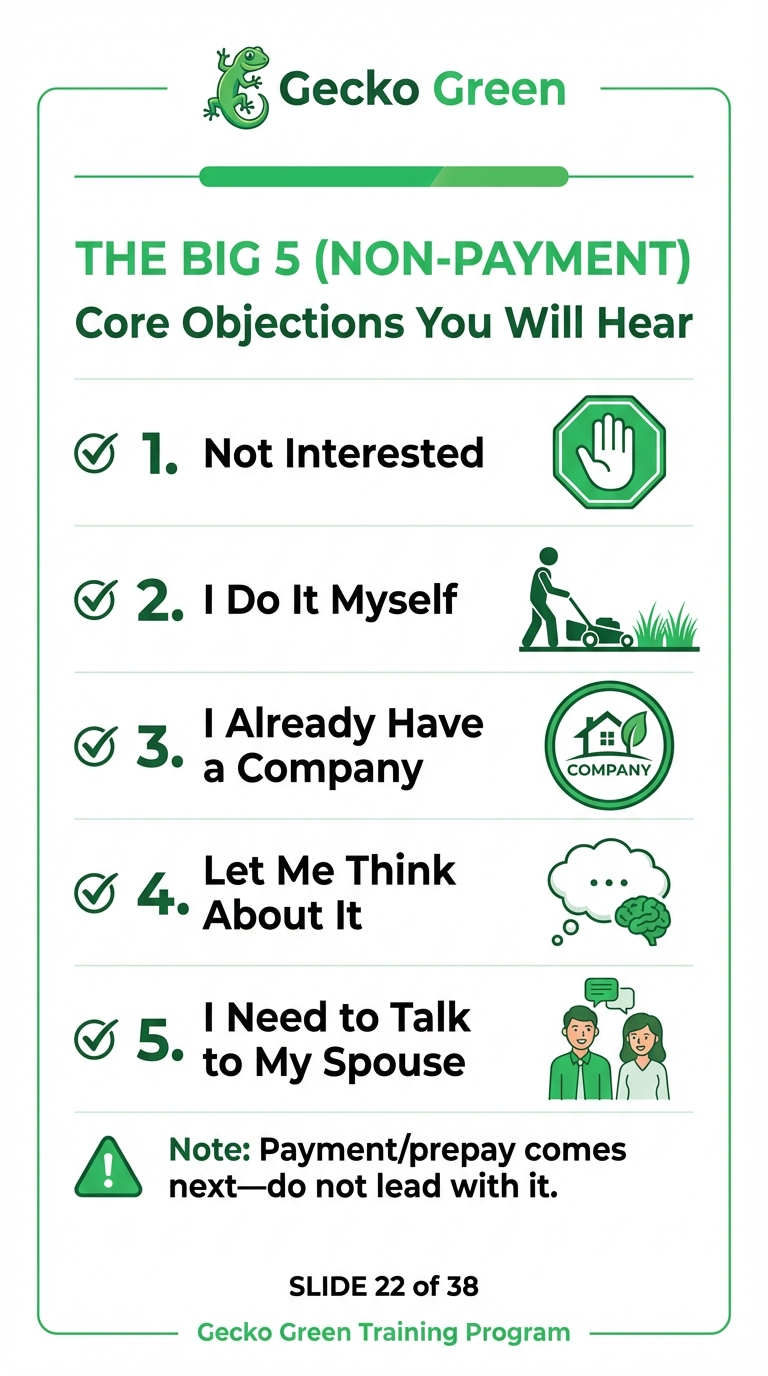 Gecko Green
THE BIG 5 (NON-PAYMENT)
Core Objections You Will Hear
1. Not Interested
2. I Do It Myself
3. I Already Have
a Company
COMPANY
4. Let Me Think
About It
5. I Need to Talk
to My Spouse
Note: Payment/prepay comes
next—do not lead with it.
SLIDE 22 of 38
Gecko Green Training Program